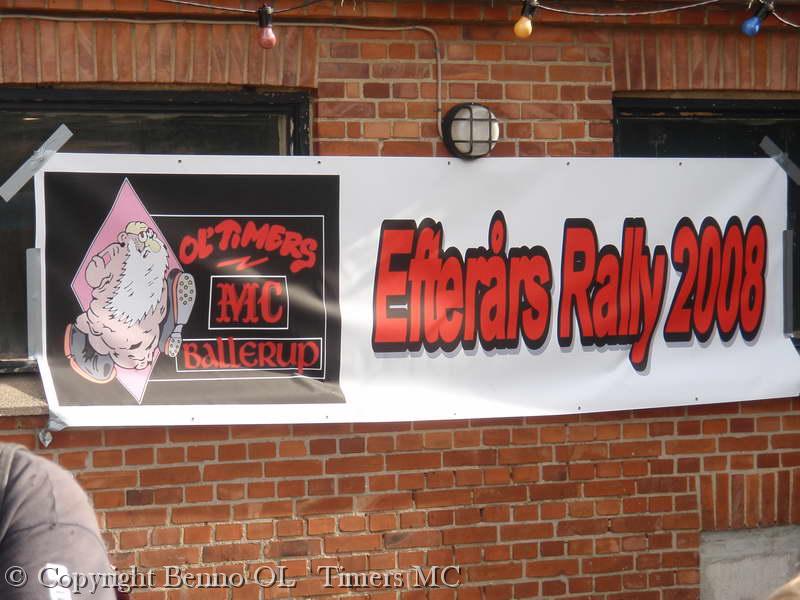 OL'TiMERS
MC
BALLERUP
Efterårs Rally 2008
© Copyright Benno OL´Timers MC